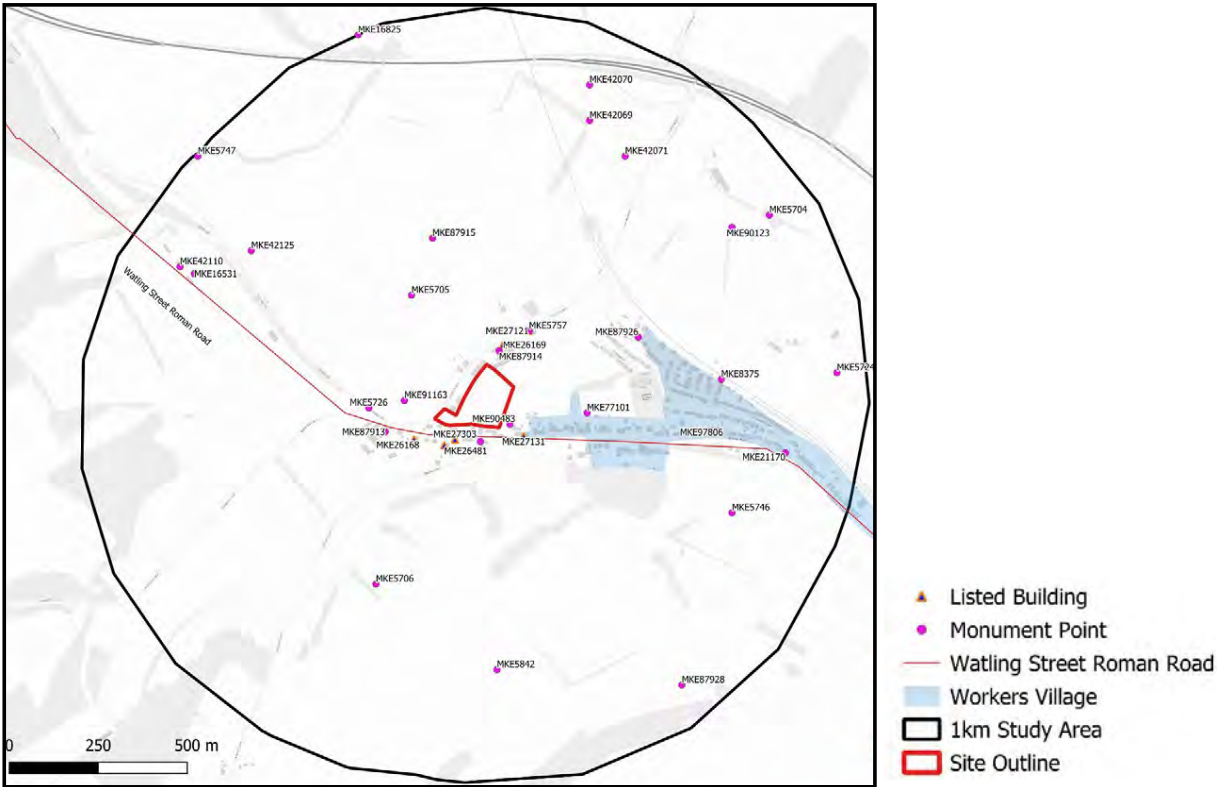 MKE16825
MKE42070
MKE42069
MKE5747
MKE42071
MKE5704
MKE90123
MKE87915
MKE42125
MKE42110
MKE16531
Watling Street Roman Road
MKE5705
MKE5757
MKE27121
MKE87926
MKE26169
MKE87914
MKE8375
MKE91163
MKE5726
MKE77101
MKE90483
MKE87913
MKE27303
MKE97806
MKE26168
MKE27131
MKE26481
MKE21170
MKE5746
MKE5706
MKE5842
MKE87928
0 250 500 m
Listed Building
Monument Point
Watling Street Roman Road
Workers Village
1km Study Area
Site Outline